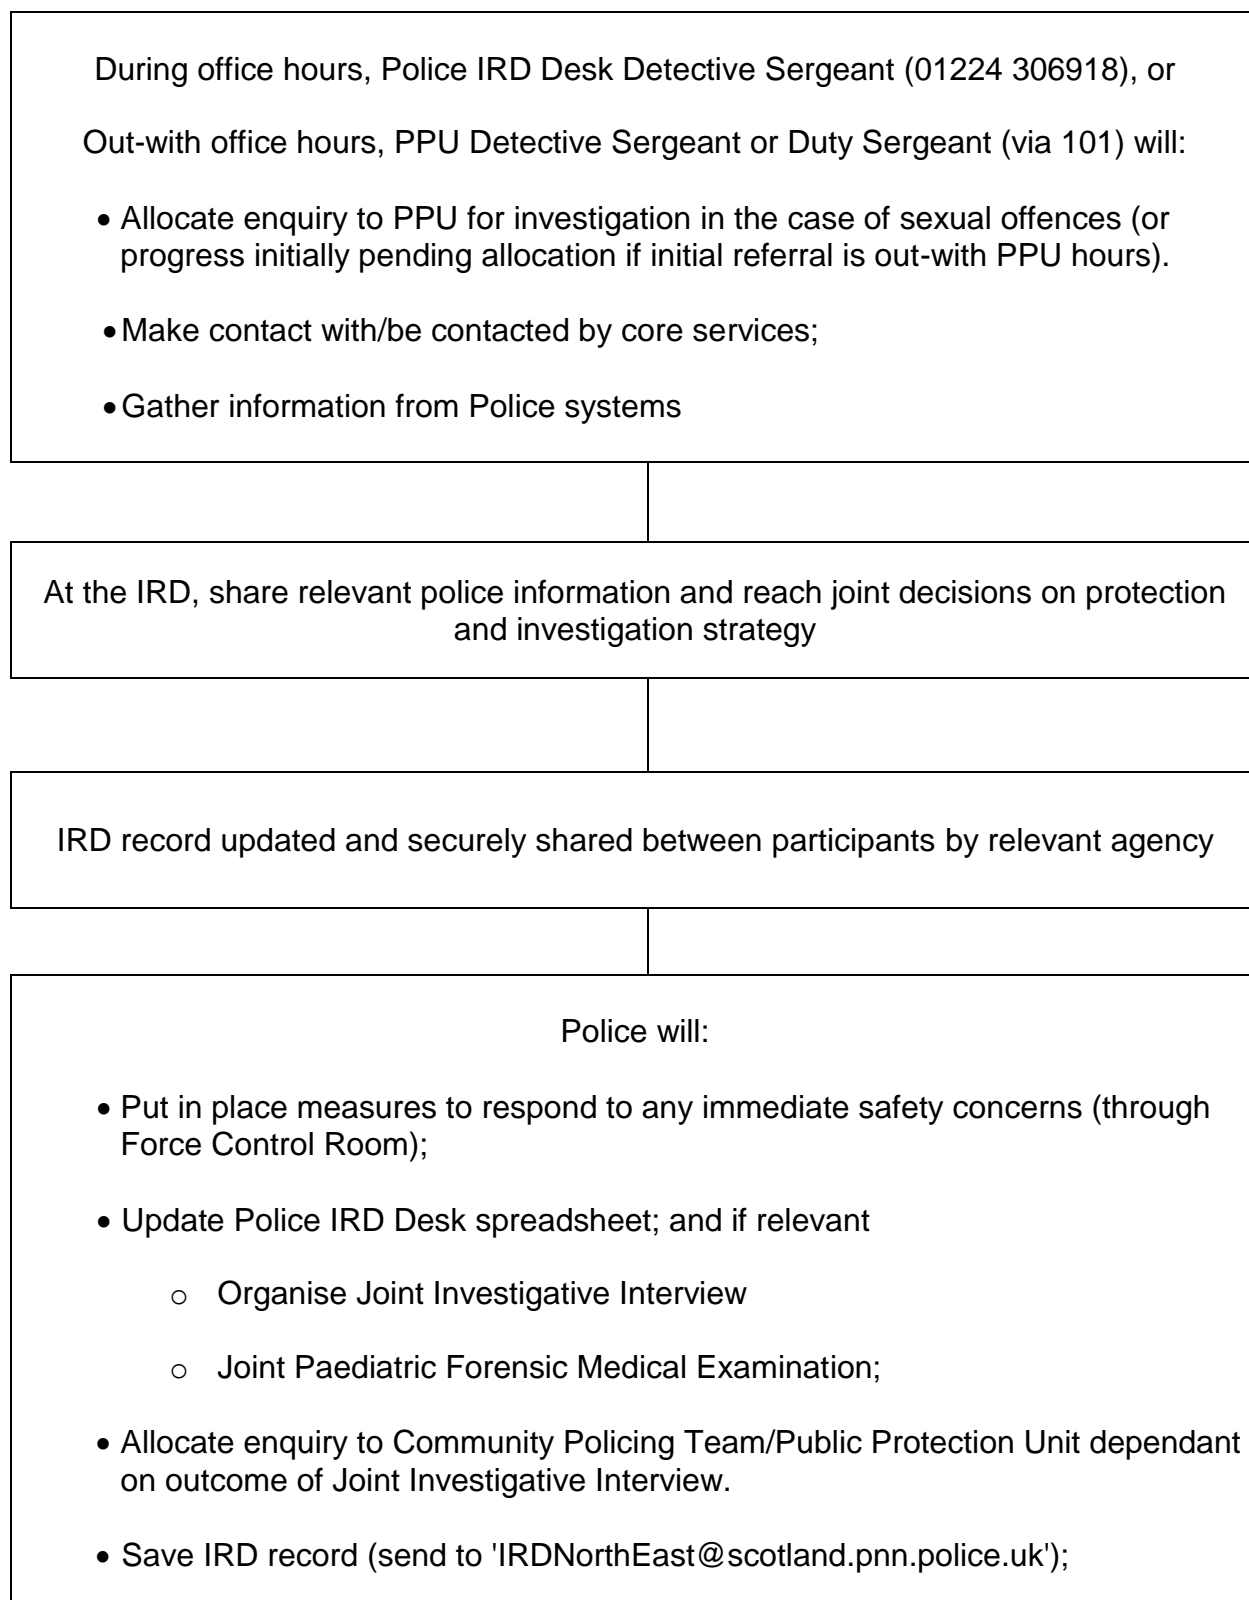 During office hours, Police IRD Desk Detective Sergeant (01224 306918), or
Out-with office hours, PPU Detective Sergeant or Duty Sergeant (via 101) will:
• Allocate enquiry to PPU for investigation in the case of sexual offences (or
progress initially pending allocation if initial referral is out-with PPU hours).
• Make contact with/be contacted by core services;
• Gather information from Police systems
At the IRD, share relevant police information and reach joint decisions on protection
and investigation strategy
IRD record updated and securely shared between participants by relevant agency
Police will:
• Put in place measures to respond to any immediate safety concerns (through
Force Control Room);
• Update Police IRD Desk spreadsheet; and if relevant
o Organise Joint Investigative Interview
o Joint Paediatric Forensic Medical Examination;
• Allocate enquiry to Community Policing Team/Public Protection Unit dependant
on outcome of Joint Investigative Interview.
• Save IRD record (send to 'IRDNorthEast@scotland.pnn.police.uk');